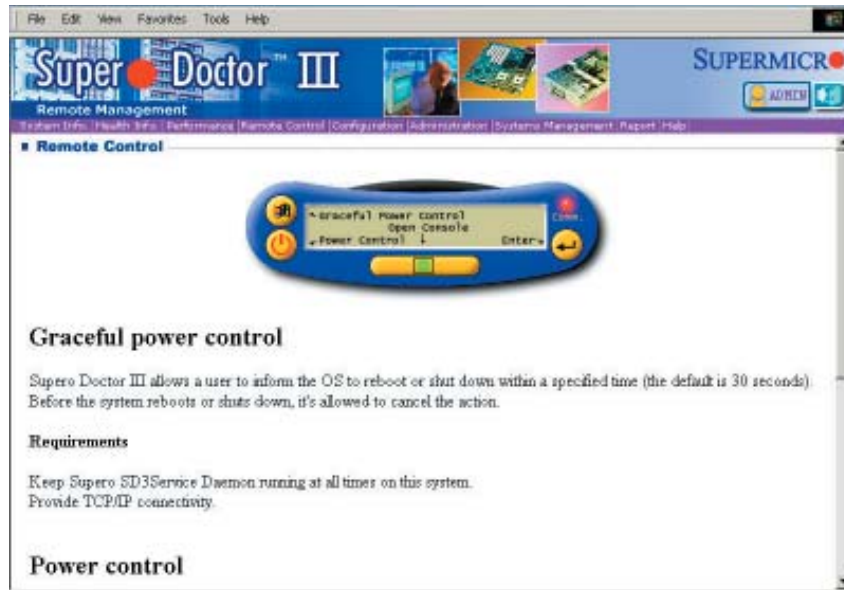 File Edit View Favorites Tools Help
Super Doctor™ III
SUPERMICR
Remote Management
ADMIN
System Info | Health Info | Performance | Remote Control | Configuration | Administration | Systems Management | Report | Help
Remote Control
Graceful Power Control
Comm.
Open Console
Power Control Enter
Graceful power control
Supero Doctor III allows a user to inform the OS to reboot or shut down within a specified time (the default is 30 seconds).
Before the system reboots or shuts down, it's allowed to cancel the action.
Requirements
Keep Supero SD3Service Daemon running at all times on this system.
Provide TCP/IP connectivity.
Power control